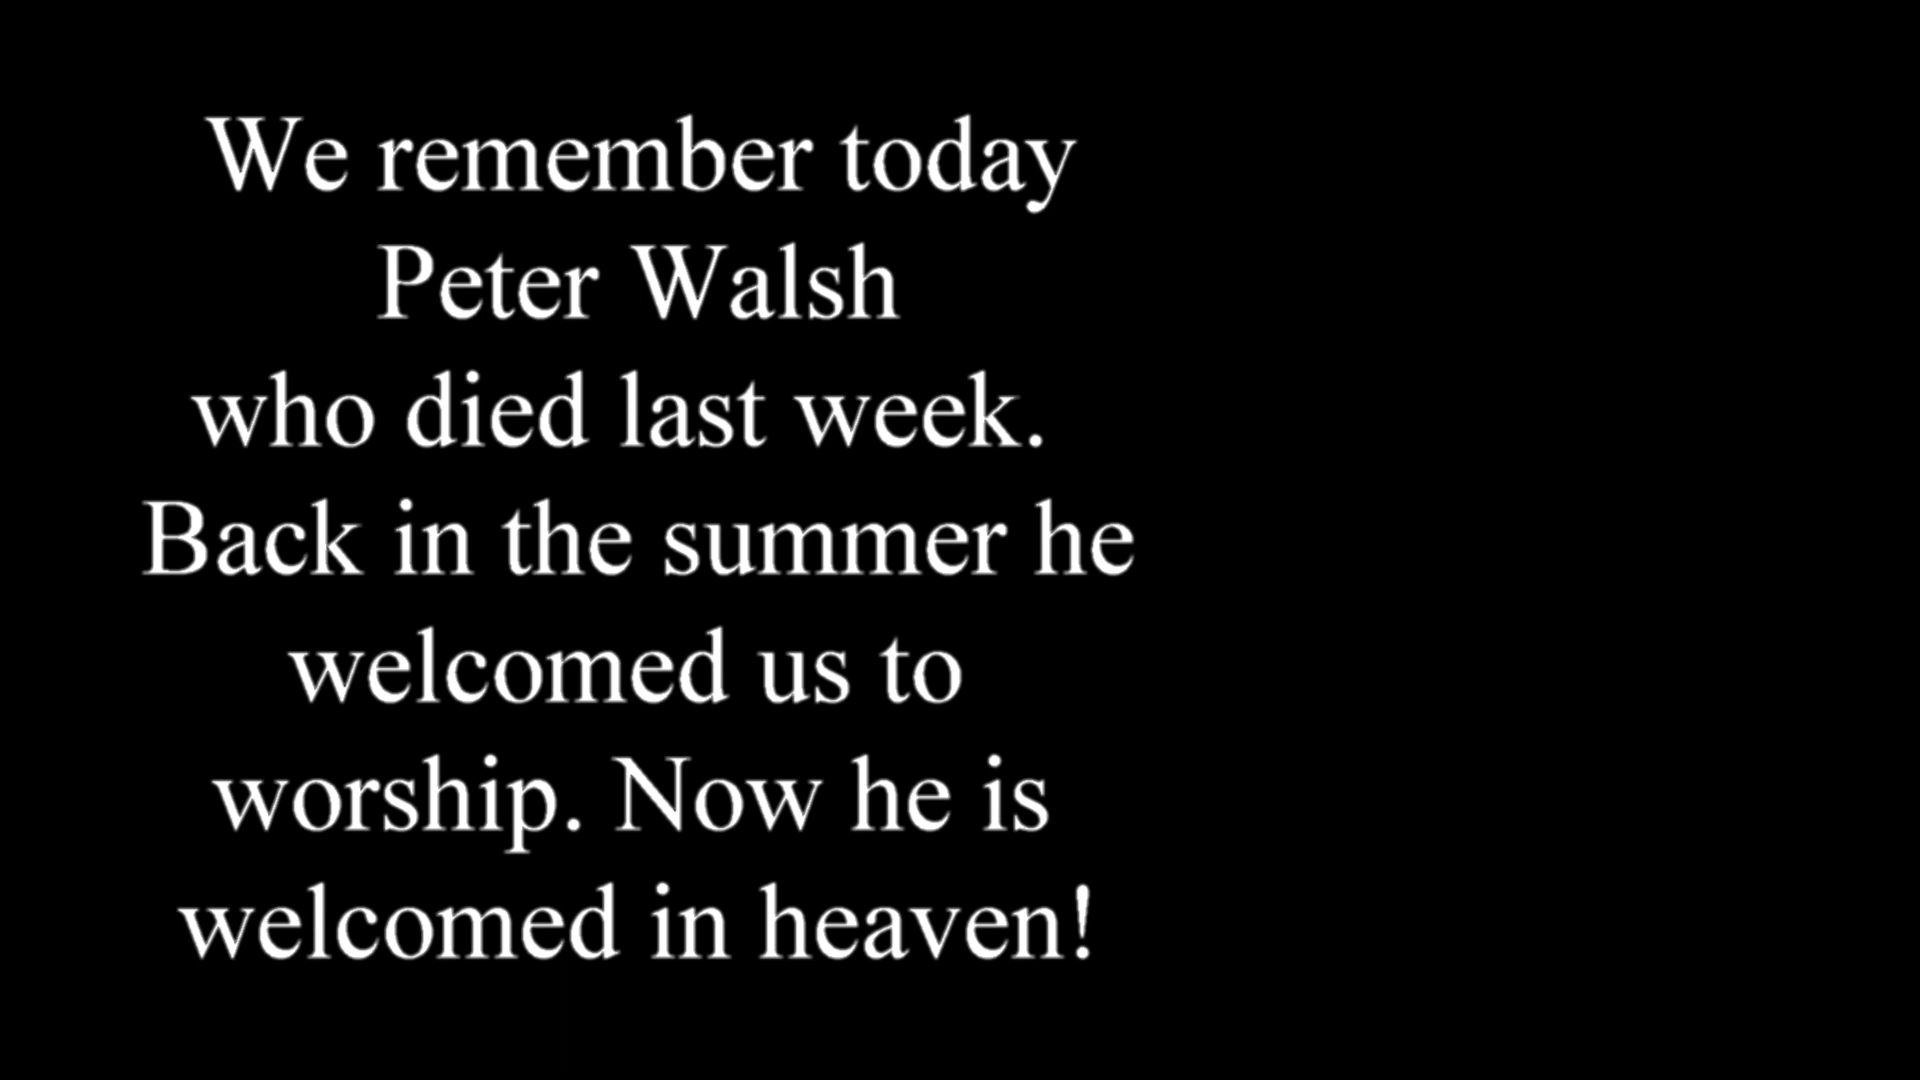 We remember today
Peter Walsh
who died last week.
Back in the summer he
welcomed us to
worship. Now he is
welcomed in heaven!